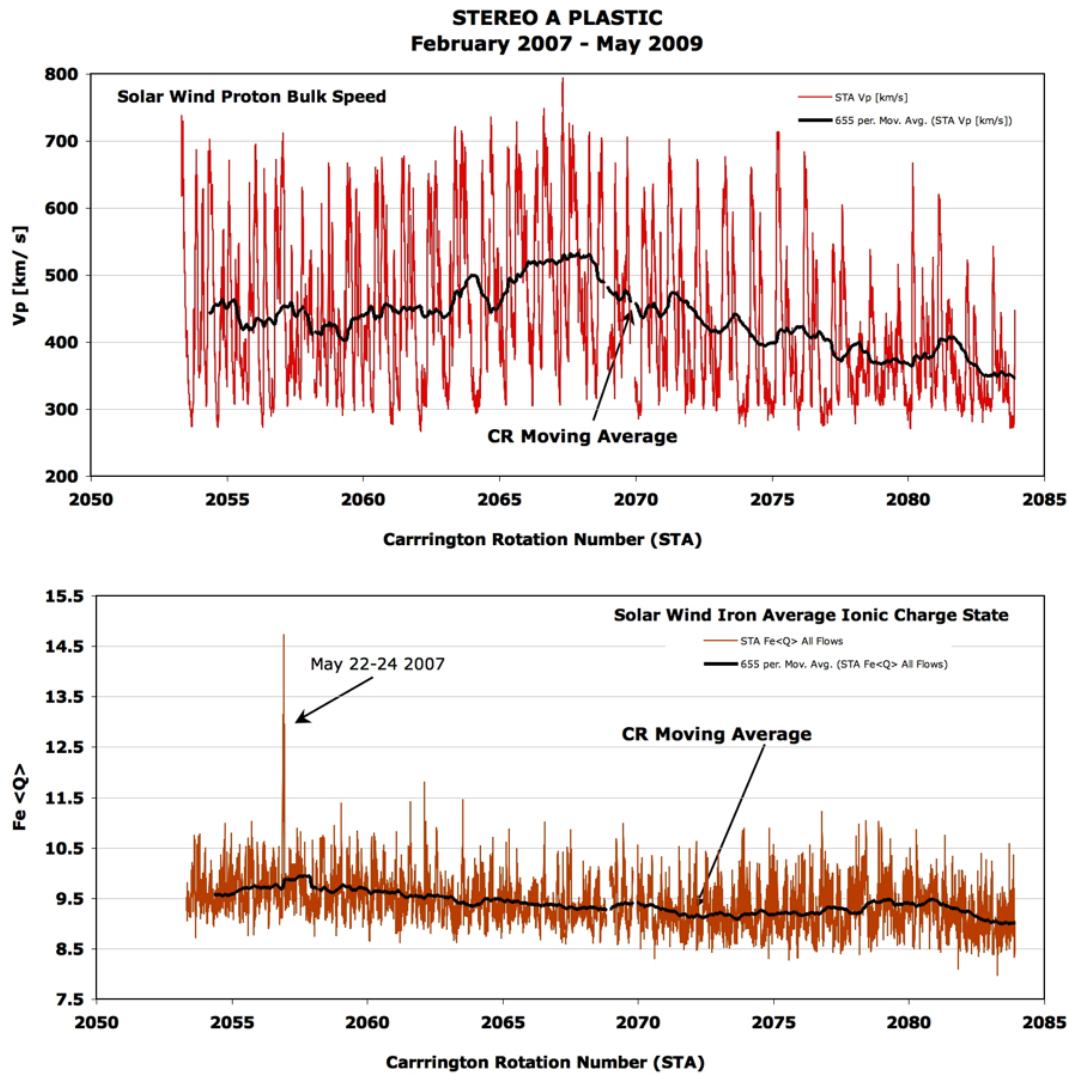 STEREO A PLASTIC
February 2007 - May 2009
800
Solar Wind Proton Bulk Speed
STA Vp [km/s]
655 per. Mov. Avg. (STA Vp [km/s])
700
600
500
Vp [km/ s]
400
300
CR Moving Average
200
2050 2055 2060 2065 2070 2075 2080 2085
Carrrington Rotation Number (STA)
15.5
Solar Wind Iron Average Ionic Charge State
STA Fe<Q> All Flows
655 per. Mov. Avg. (STA Fe<Q> All Flows)
14.5
May 22-24 2007
13.5
CR Moving Average
12.5
Fe <Q>
11.5
10.5
9.5
8.5
7.5
2050 2055 2060 2065 2070 2075 2080 2085
Carrrington Rotation Number (STA)